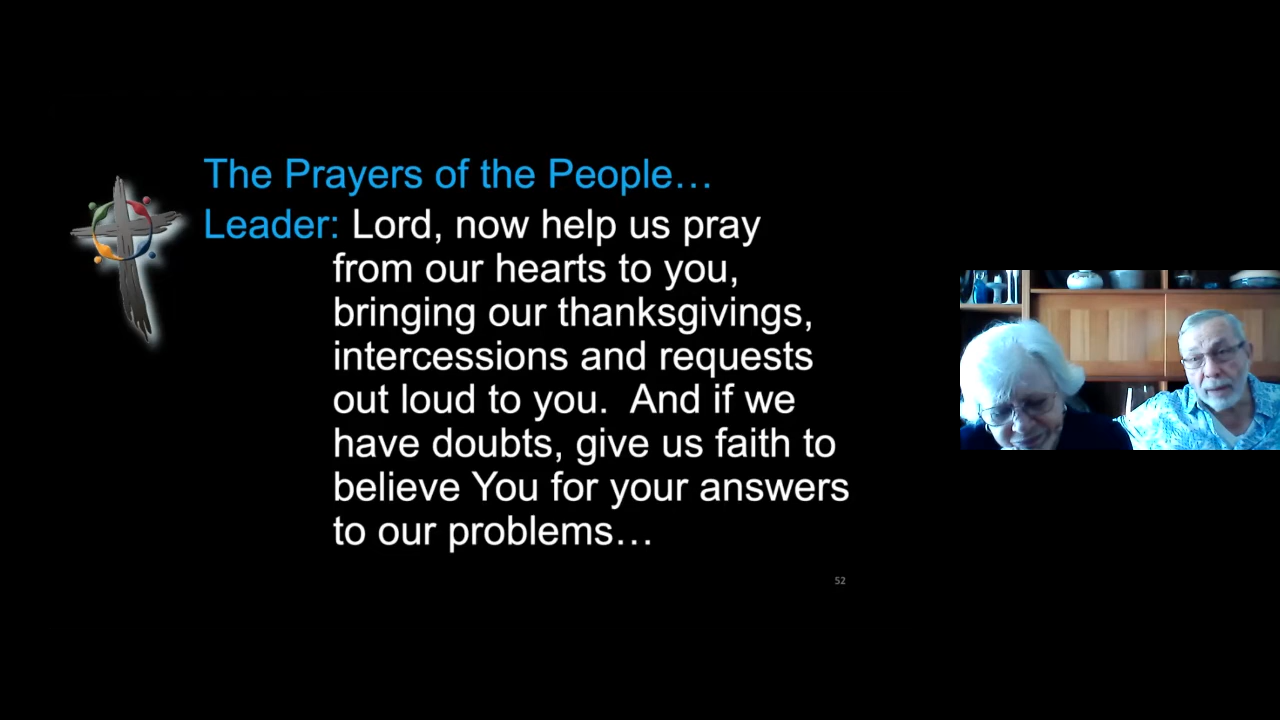 The Prayers of the People…
Leader: Lord, now help us pray
from our hearts to you,
bringing our thanksgivings,
intercessions and requests
out loud to you.  And if we
have doubts, give us faith to
believe You for your answers
to our problems…
52